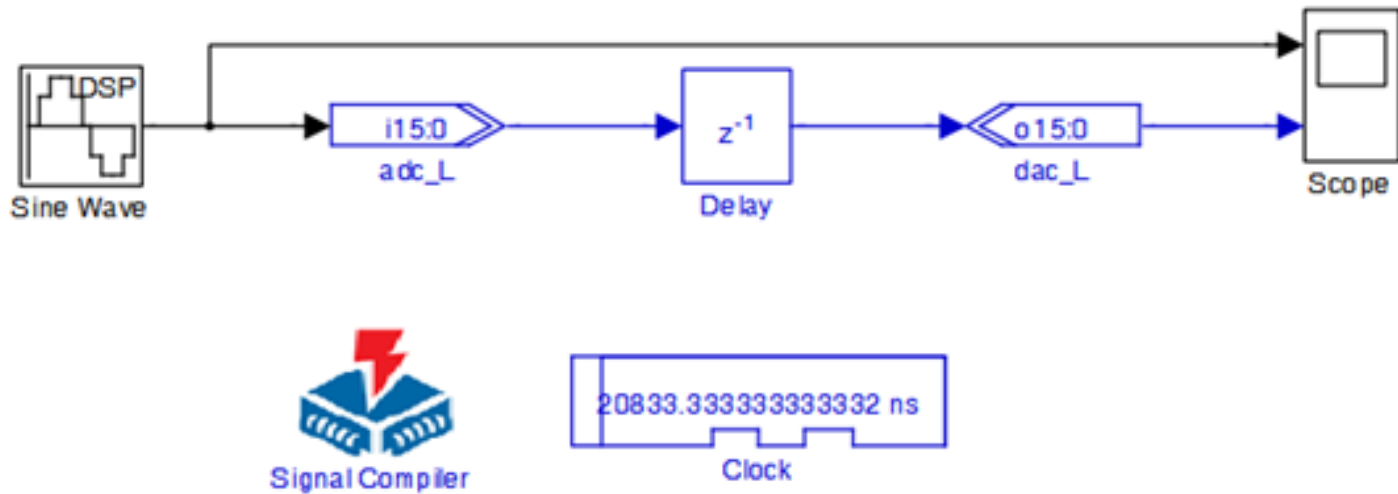 DSP
Sine Wave
i15:0
adc_L
z-1
Delay
o15:0
dac_L
Scope
Signal Compiler
20833.333333333332 ns
Clock